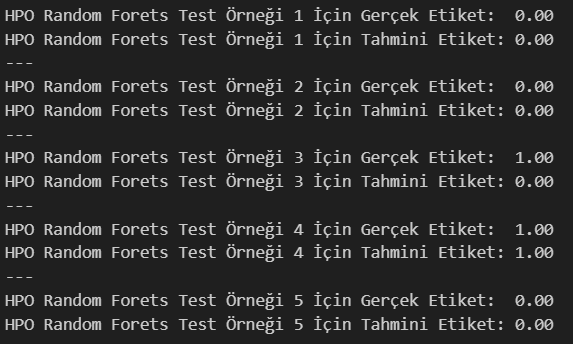 HPO Random Forets Test Örneği 1 İçin Gerçek Etiket:  0.00
HPO Random Forets Test Örneği 1 İçin Tahmini Etiket: 0.00
---
HPO Random Forets Test Örneği 2 İçin Gerçek Etiket:  0.00
HPO Random Forets Test Örneği 2 İçin Tahmini Etiket: 0.00
---
HPO Random Forets Test Örneği 3 İçin Gerçek Etiket:  1.00
HPO Random Forets Test Örneği 3 İçin Tahmini Etiket: 0.00
---
HPO Random Forets Test Örneği 4 İçin Gerçek Etiket:  1.00
HPO Random Forets Test Örneği 4 İçin Tahmini Etiket: 1.00
---
HPO Random Forets Test Örneği 5 İçin Gerçek Etiket:  0.00
HPO Random Forets Test Örneği 5 İçin Tahmini Etiket: 0.00